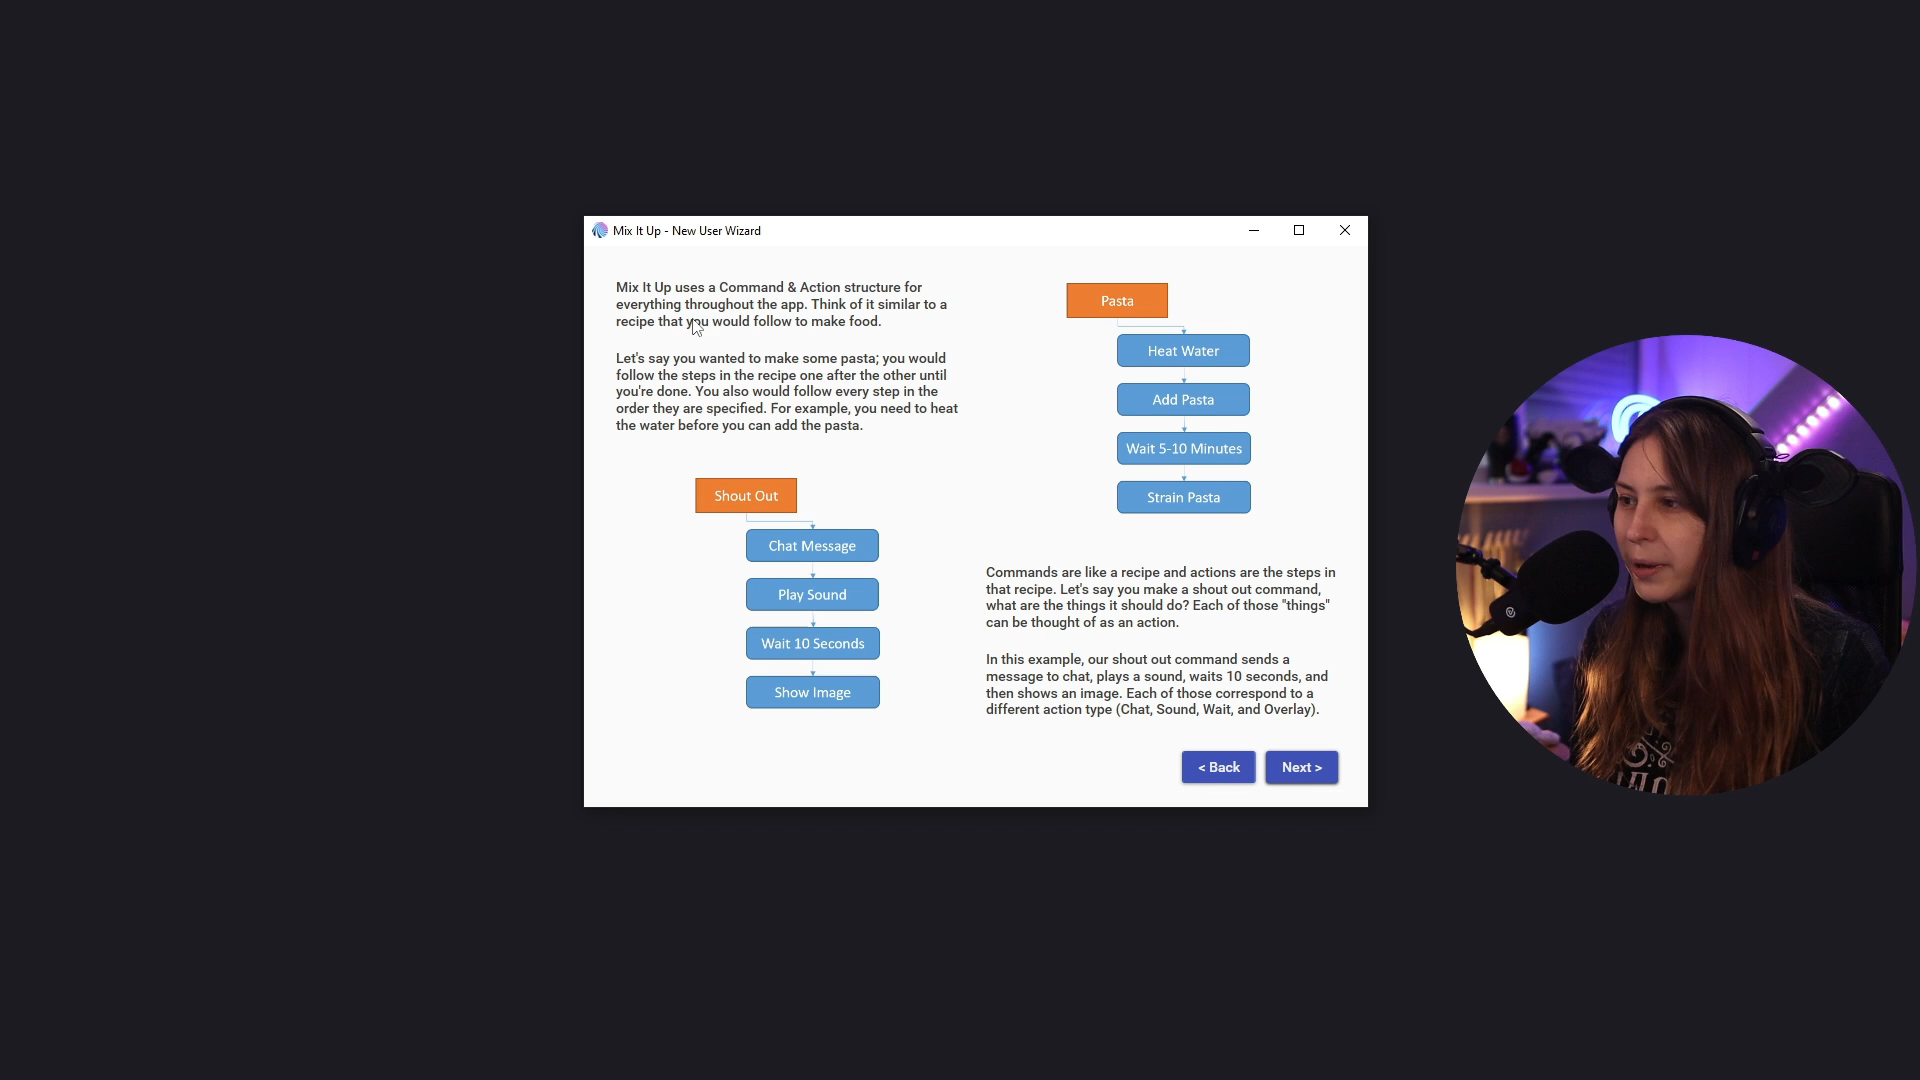 Mix It Up - New User Wizard
Mix It Up uses a Command & Action structure for
everything throughout the app. Think of it similar to a
recipe that you would follow to make food.
Let's say you wanted to make some pasta; you would
follow the steps in the recipe one after the other until
you're done. You also would follow every step in the
order they are specified. For example, you need to heat
the water before you can add the pasta.
Pasta
Heat Water
Add Pasta
Wait 5-10 Minutes
Strain Pasta
Shout Out
Chat Message
Play Sound
Wait 10 Seconds
Show Image
Commands are like a recipe and actions are the steps in
that recipe. Let's say you make a shout out command,
what are the things it should do? Each of those "things"
can be thought of as an action.
In this example, our shout out command sends a
message to chat, plays a sound, waits 10 seconds, and
then shows an image. Each of those correspond to a
different action type (Chat, Sound, Wait, and Overlay).
< Back
Next >